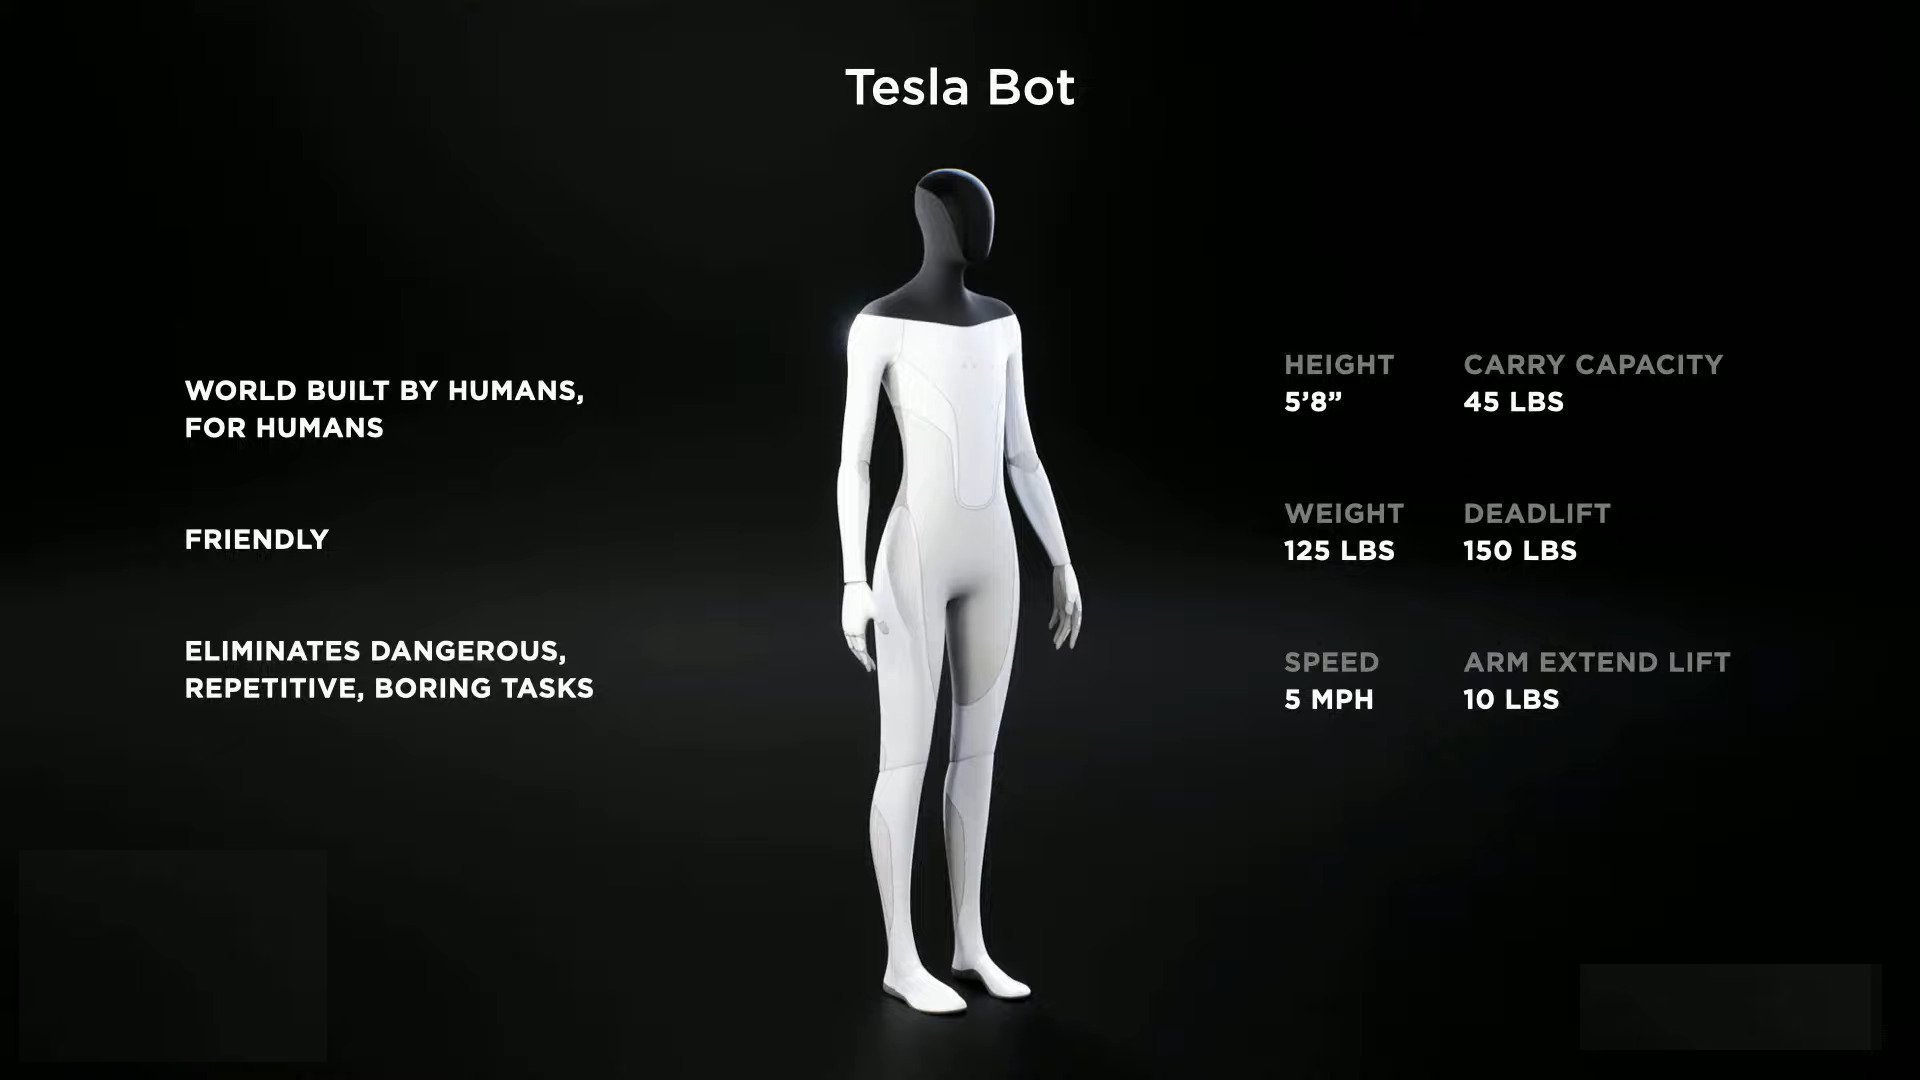 Tesla Bot
WORLD BUILT BY HUMANS,
FOR HUMANS
FRIENDLY
ELIMINATES DANGEROUS,
REPETITIVE, BORING TASKS
HEIGHT
5’8”
CARRY CAPACITY
45 LBS
WEIGHT
125 LBS
DEADLIFT
150 LBS
SPEED
5 MPH
ARM EXTEND LIFT
10 LBS